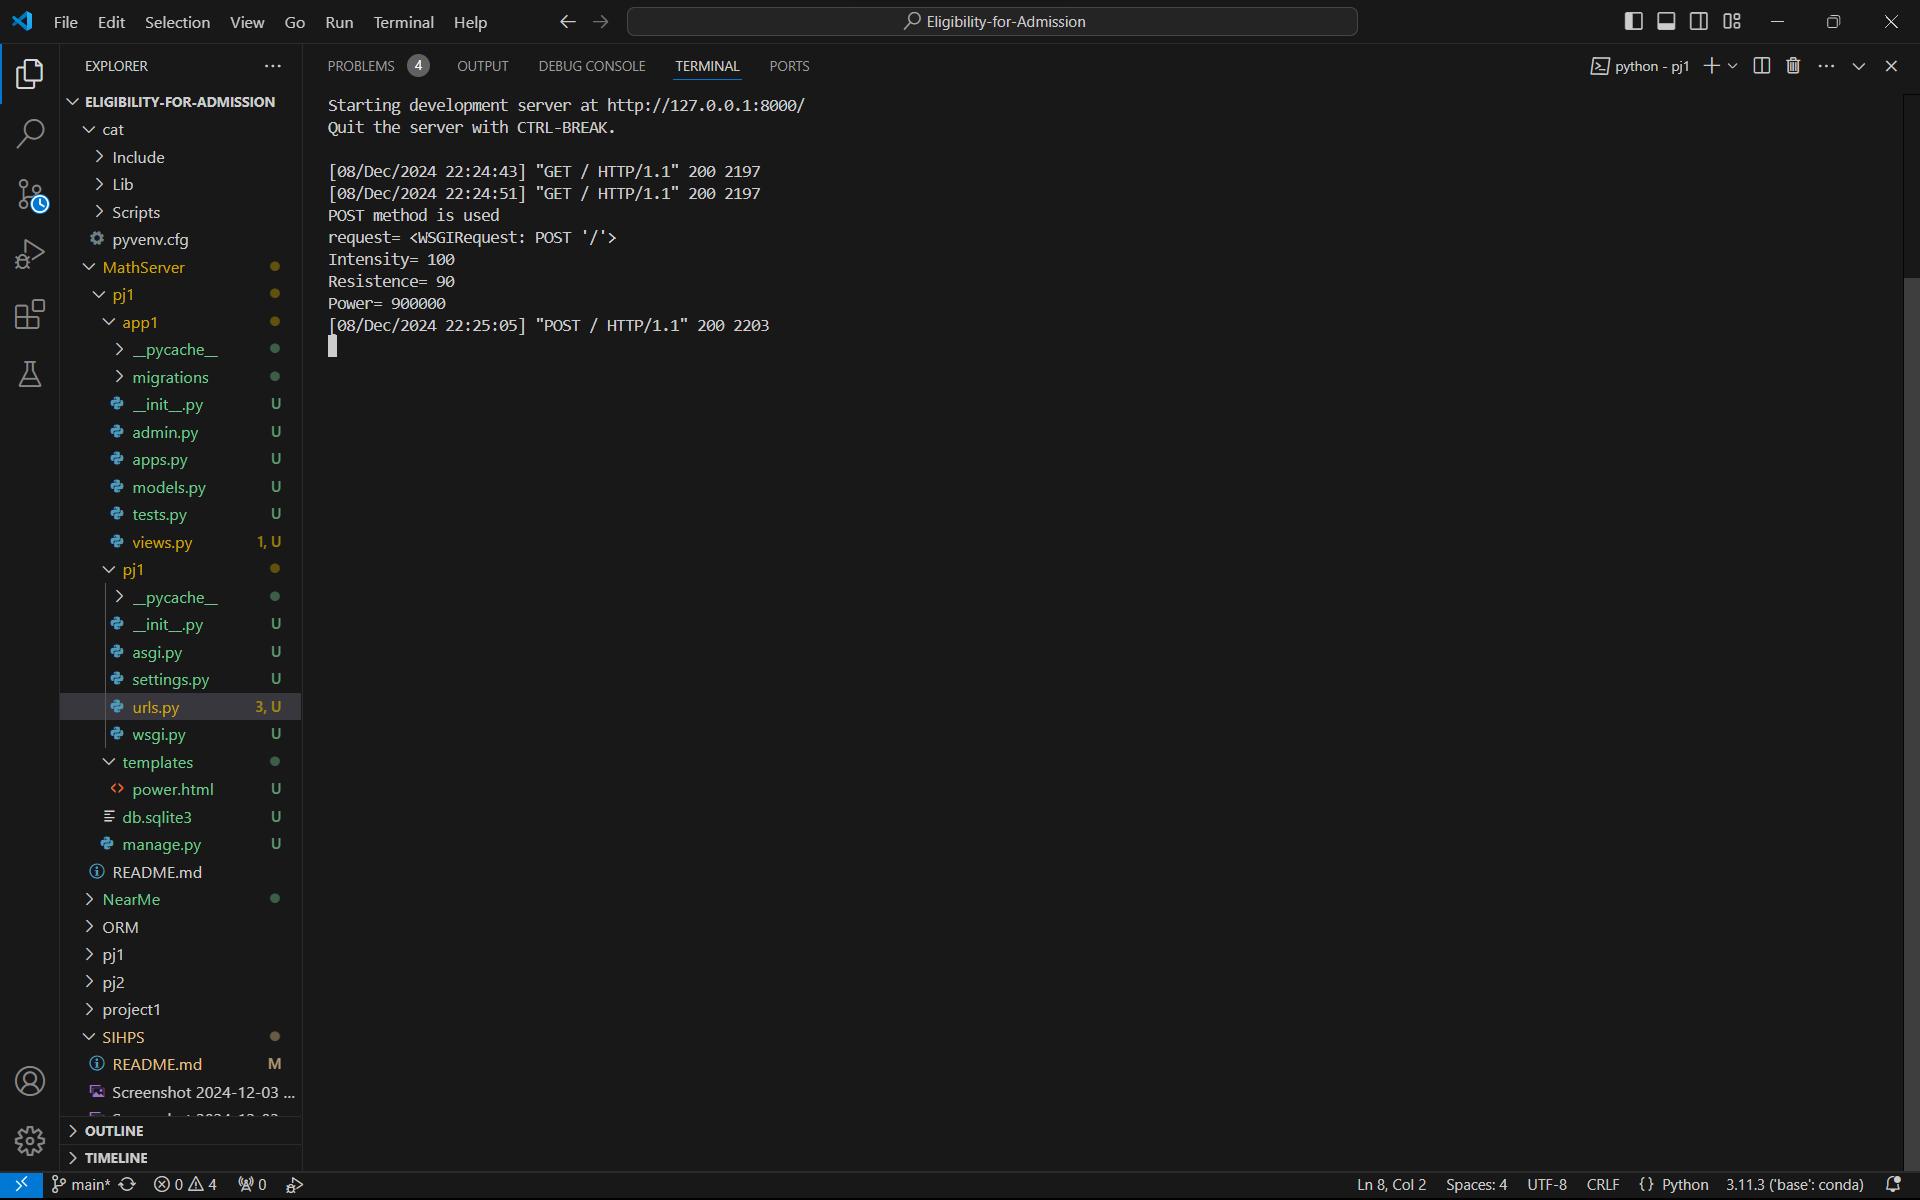 File Edit Selection View Go Run Terminal Help
Eligibility-for-Admission
EXPLORER
ELIGIBILITY-FOR-ADMISSION
cat
Include
Lib
Scripts
pyvenv.cfg
MathServer
pj1
app1
__pycache__
migrations
__init__.py U
admin.py U
apps.py U
models.py U
tests.py U
views.py 1, U
pj1
__pycache__
__init__.py U
asgi.py U
settings.py U
urls.py 3, U
wsgi.py U
templates
power.html U
db.sqlite3 U
manage.py U
README.md
NearMe
ORM
pj1
pj2
project1
SIHPS
README.md M
Screenshot 2024-12-03 ...
OUTLINE
TIMELINE
PROBLEMS 4 OUTPUT DEBUG CONSOLE TERMINAL PORTS
python - pj1
Starting development server at http://127.0.0.1:8000/
Quit the server with CTRL-BREAK.
[08/Dec/2024 22:24:43] "GET / HTTP/1.1" 200 2197
[08/Dec/2024 22:24:51] "GET / HTTP/1.1" 200 2197
POST method is used
request= <WSGIRequest: POST '/'>
Intensity= 100
Resistence= 90
Power= 900000
[08/Dec/2024 22:25:05] "POST / HTTP/1.1" 200 2203
main* 0 4 0
Ln 8, Col 2 Spaces: 4 UTF-8 CRLF {} Python 3.11.3 ('base': conda)